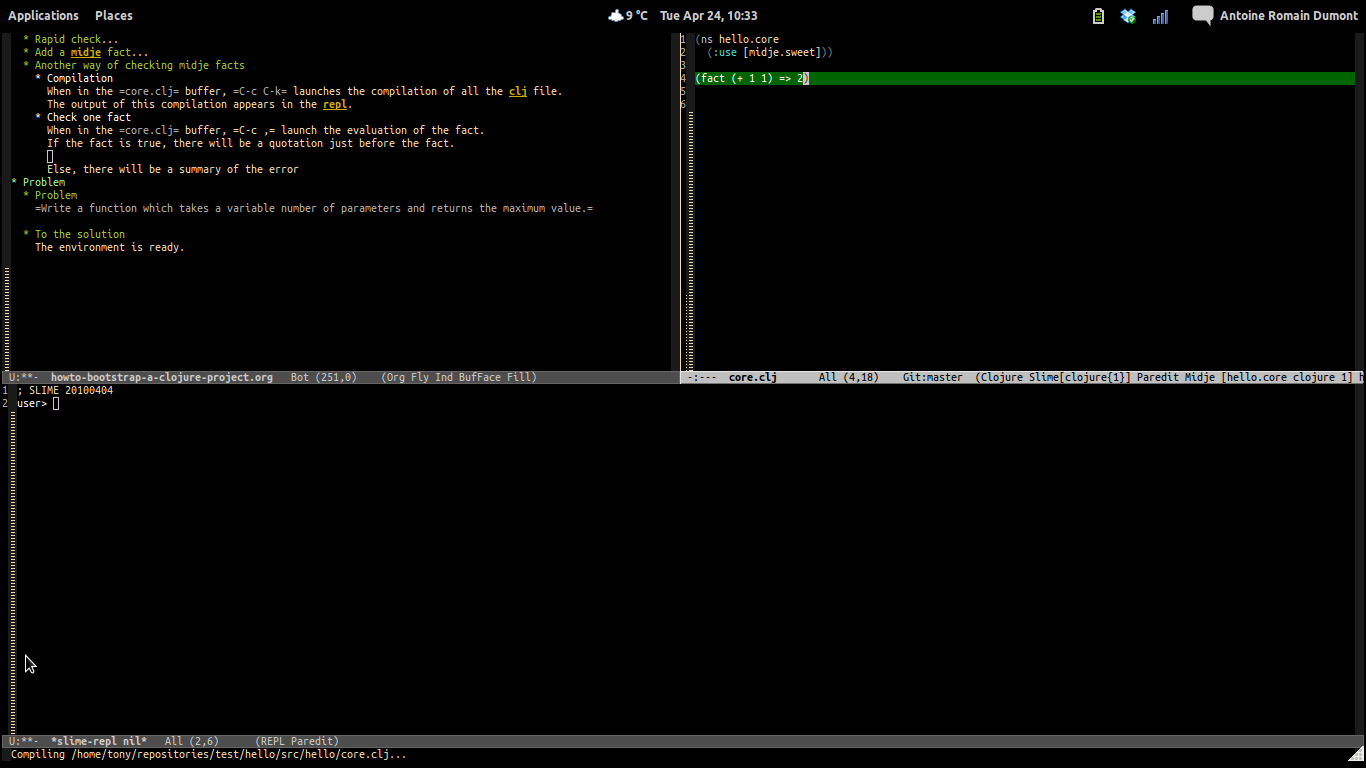 Applications Places 9 °C Tue Apr 24, 10:33 Antoine Romain Dumont
* Rapid check...
* Add a midje fact...
* Another way of checking midje facts
* Compilation
When in the =core.clj= buffer, =C-c C-k= launches the compilation of all the clj file.
The output of this compilation appears in the repl.
* Check one fact
When in the =core.clj= buffer, =C-c ,= launch the evaluation of the fact.
If the fact is true, there will be a quotation just before the fact.
Else, there will be a summary of the error
* Problem
* Problem
=Write a function which takes a variable number of parameters and returns the maximum value.=
* To the solution
The environment is ready.
U:**- howto-bootstrap-a-clojure-project.org Bot (251,0) (Org Fly Ind BufFace Fill)
1 (ns hello.core
2 (:use [midje.sweet]))
3
4 (fact (+ 1 1) => 2)
5
6
-:--- core.clj All (4,18) Git:master (Clojure Slime[clojure{1}] Paredit Midje [hello.core clojure 1] h
1 ; SLIME 20100404
2 user>
U:**- *slime-repl nil* All (2,6) (REPL Paredit)
Compiling /home/tony/repositories/test/hello/src/hello/core.clj...